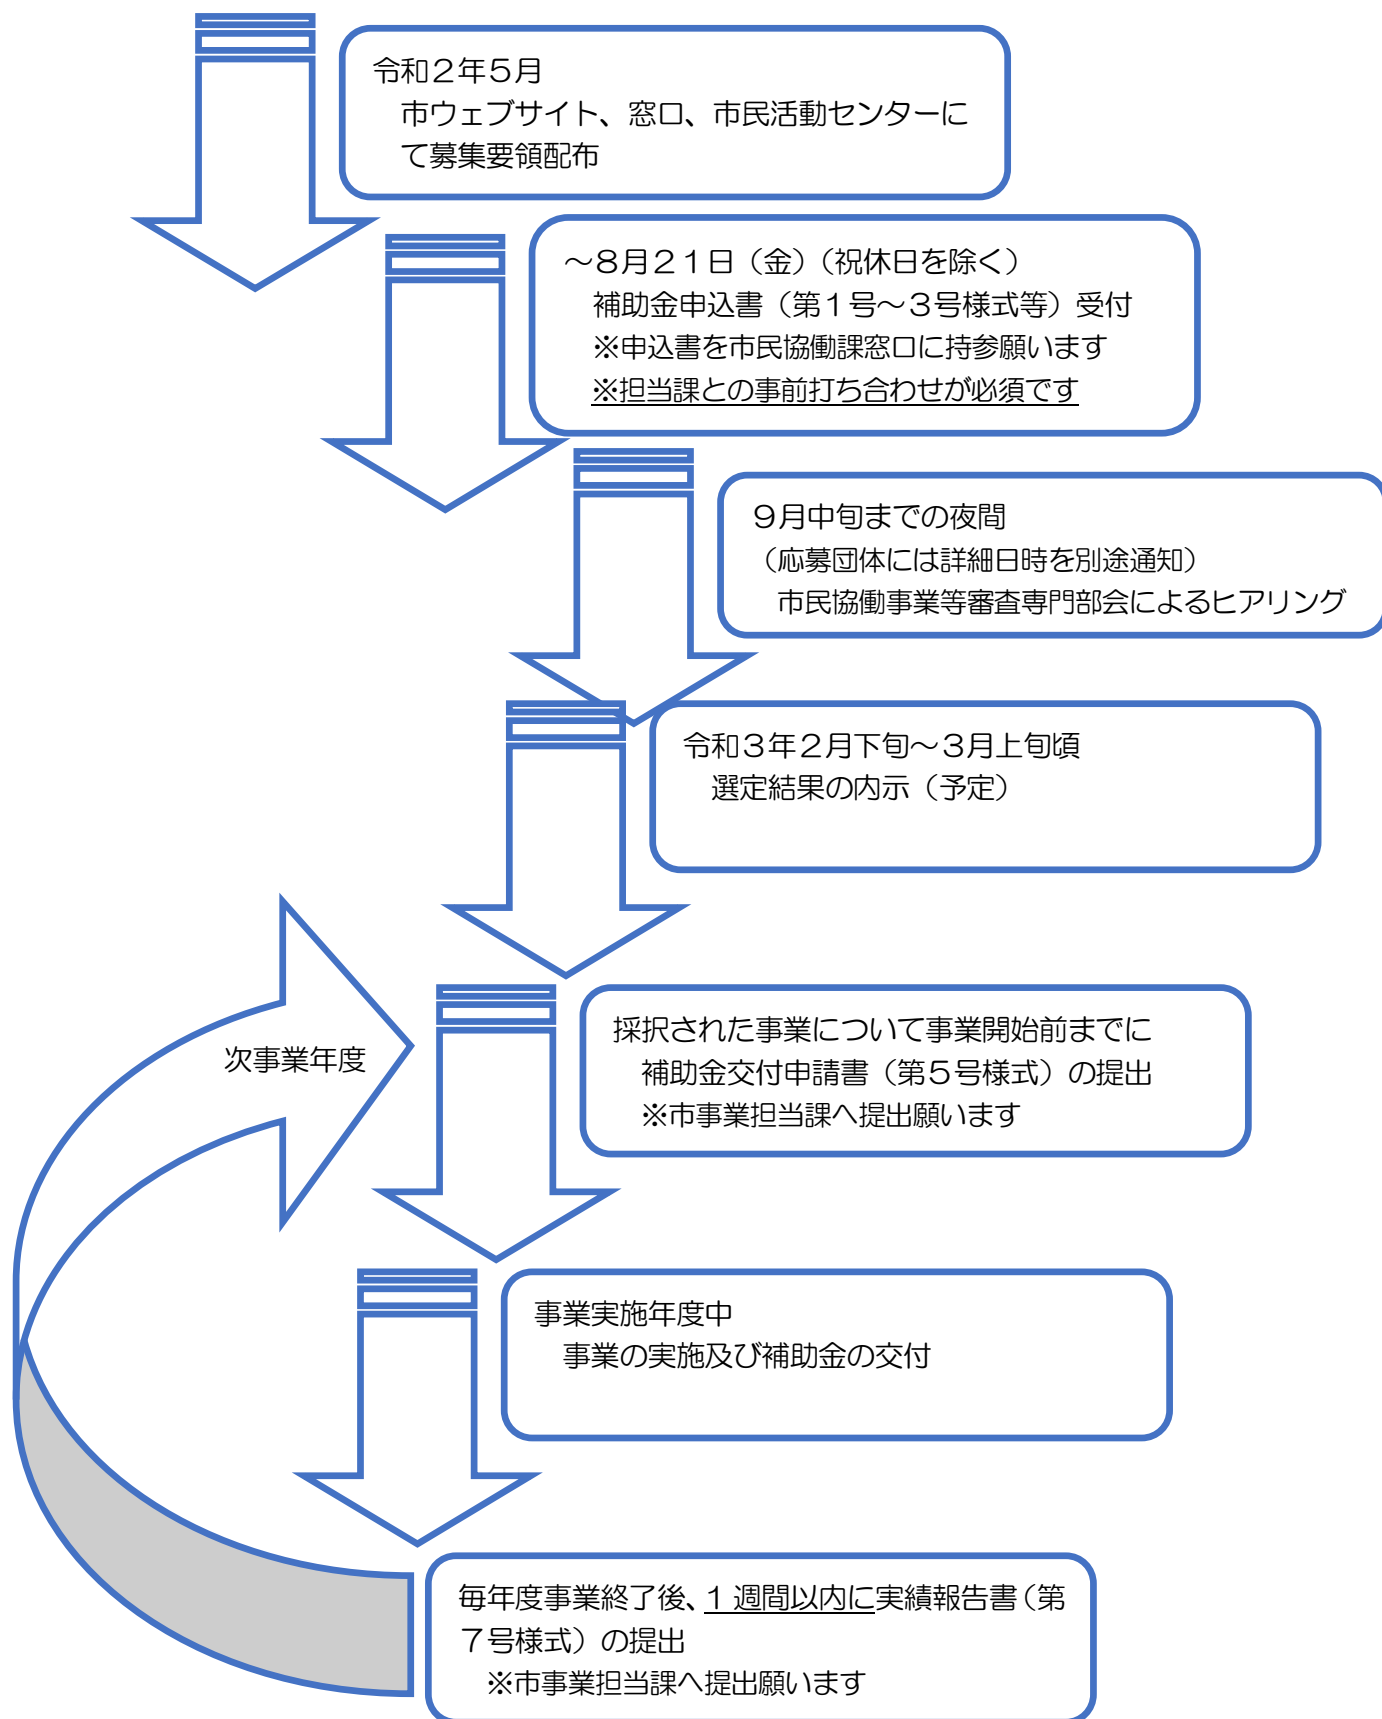 令和２年５月
市ウェブサイト、窓口、市民活動センターに
て募集要領配布
～８月２１日（金）（祝休日を除く）
補助金申込書（第１号～３号様式等）受付
※申込書を市民協働課窓口に持参願います
※担当課との事前打ち合わせが必須です
９月中旬までの夜間
（応募団体には詳細日時を別途通知）
市民協働事業等審査専門部会によるヒアリング
令和３年２月下旬～３月上旬頃
選定結果の内示（予定）
次事業年度
採択された事業について事業開始前までに
補助金交付申請書（第５号様式）の提出
※市事業担当課へ提出願います
事業実施年度中
事業の実施及び補助金の交付
毎年度事業終了後、１週間以内に実績報告書（第
７号様式）の提出
※市事業担当課へ提出願います